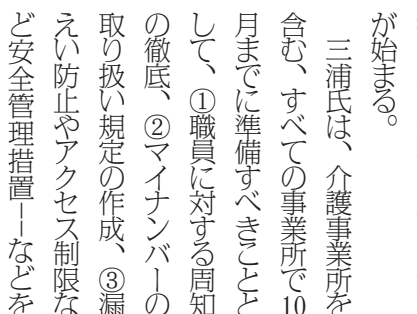 が始まる。
三浦氏は、介護事業所を
含む、すべての事業所で10
月までに準備すべきことと
して、①職員に対する周知
の徹底、②マイナンバーの
取り扱い規定の作成、③漏
えい防止やアクセス制限な
ど安全管理措置――などを